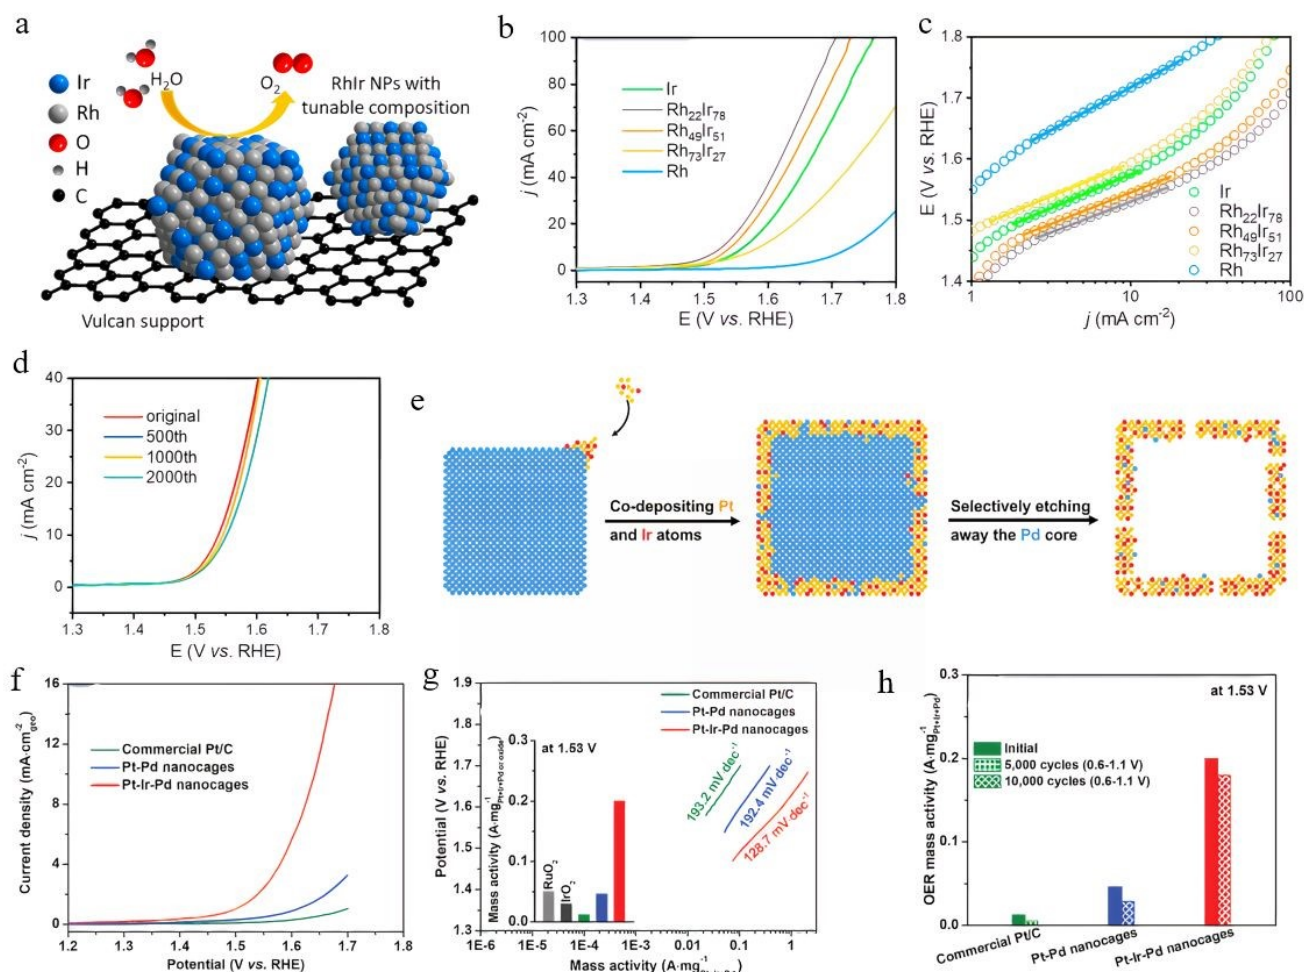 a
Ir
Rh
O
H
C
H₂O
O₂
RhIr NPs with
tunable composition
Vulcan support
b
100
80
60
40
20
0
j (mA cm⁻²)
Ir
Rh₂₂Ir₇₈
Rh₄₉Ir₅₁
Rh₇₃Ir₂₇
Rh
1.3 1.4 1.5 1.6 1.7 1.8
E (V vs. RHE)
c
1.8
1.7
1.6
1.5
1.4
E (V vs. RHE)
Ir
Rh₂₂Ir₇₈
Rh₄₉Ir₅₁
Rh₇₃Ir₂₇
Rh
1 10 100
j (mA cm⁻²)
d
40
30
20
10
0
j (mA cm⁻²)
original
500th
1000th
2000th
1.3 1.4 1.5 1.6 1.7 1.8
E (V vs. RHE)
e
Co-depositing Pt
and Ir atoms
Selectively etching
away the Pd core
f
16
12
8
4
0
Current density (mA·cm⁻²geo)
Commercial Pt/C
Pt-Pd nanocages
Pt-Ir-Pd nanocages
1.2 1.3 1.4 1.5 1.6 1.7 1.8
Potential (V vs. RHE)
g
1.9
1.8
1.7
1.6
1.5
1.4
1.3
Potential (V vs. RHE)
Commercial Pt/C
Pt-Pd nanocages
Pt-Ir-Pd nanocages
193.2 mV·dec⁻¹
192.4 mV·dec⁻¹
128.7 mV·dec⁻¹
at 1.53 V
0.3
0.2
0.1
0.0
Mass activity (A·mg⁻¹Pt+Ir+Pd or oxide)
RuO₂
IrO₂
1E-6 1E-5 1E-4 1E-3 0.01 0.1 1
Mass activity
h
0.3
0.2
0.1
0.0
OER mass activity (A·mg⁻¹Pt+Ir+Pd)
at 1.53 V
Initial
5,000 cycles (0.6-1.1 V)
10,000 cycles (0.6-1.1 V)
Commercial Pt/C
Pt-Pd nanocages
Pt-Ir-Pd nanocages